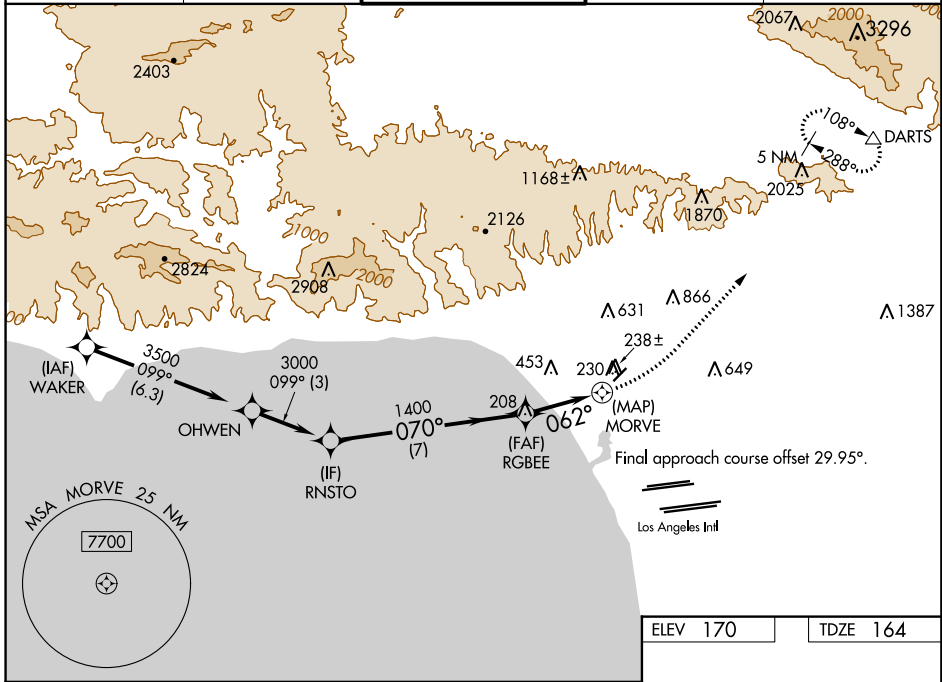 2067
2000
3296
2403
108°
DARTS
5 NM
288°
2025
1168±
1870
2126
1000
2824
2908
2000
631
866
1387
238±
453
230
649
(IAF)
WAKER
3500
099°
(6.3)
3000
099° (3)
OHWEN
1400
070°
(7)
208
062°
(MAP)
MORVE
(FAF)
RGBEE
(IF)
RNSTO
Final approach course offset 29.95°.
Los Angeles Intl
MSA MORVE 25 NM
7700
ELEV 170
TDZE 164